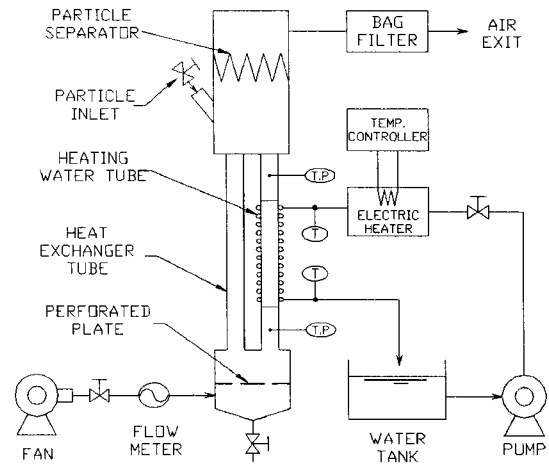 PARTICLE
SEPARATOR
BAG
FILTER
AIR
EXIT
PARTICLE
INLET
TEMP.
CONTROLLER
HEATING
WATER TUBE
T,P
ELECTRIC
HEATER
T
HEAT
EXCHANGER
TUBE
T
PERFORATED
PLATE
T,P
FAN
FLOW
METER
WATER
TANK
PUMP